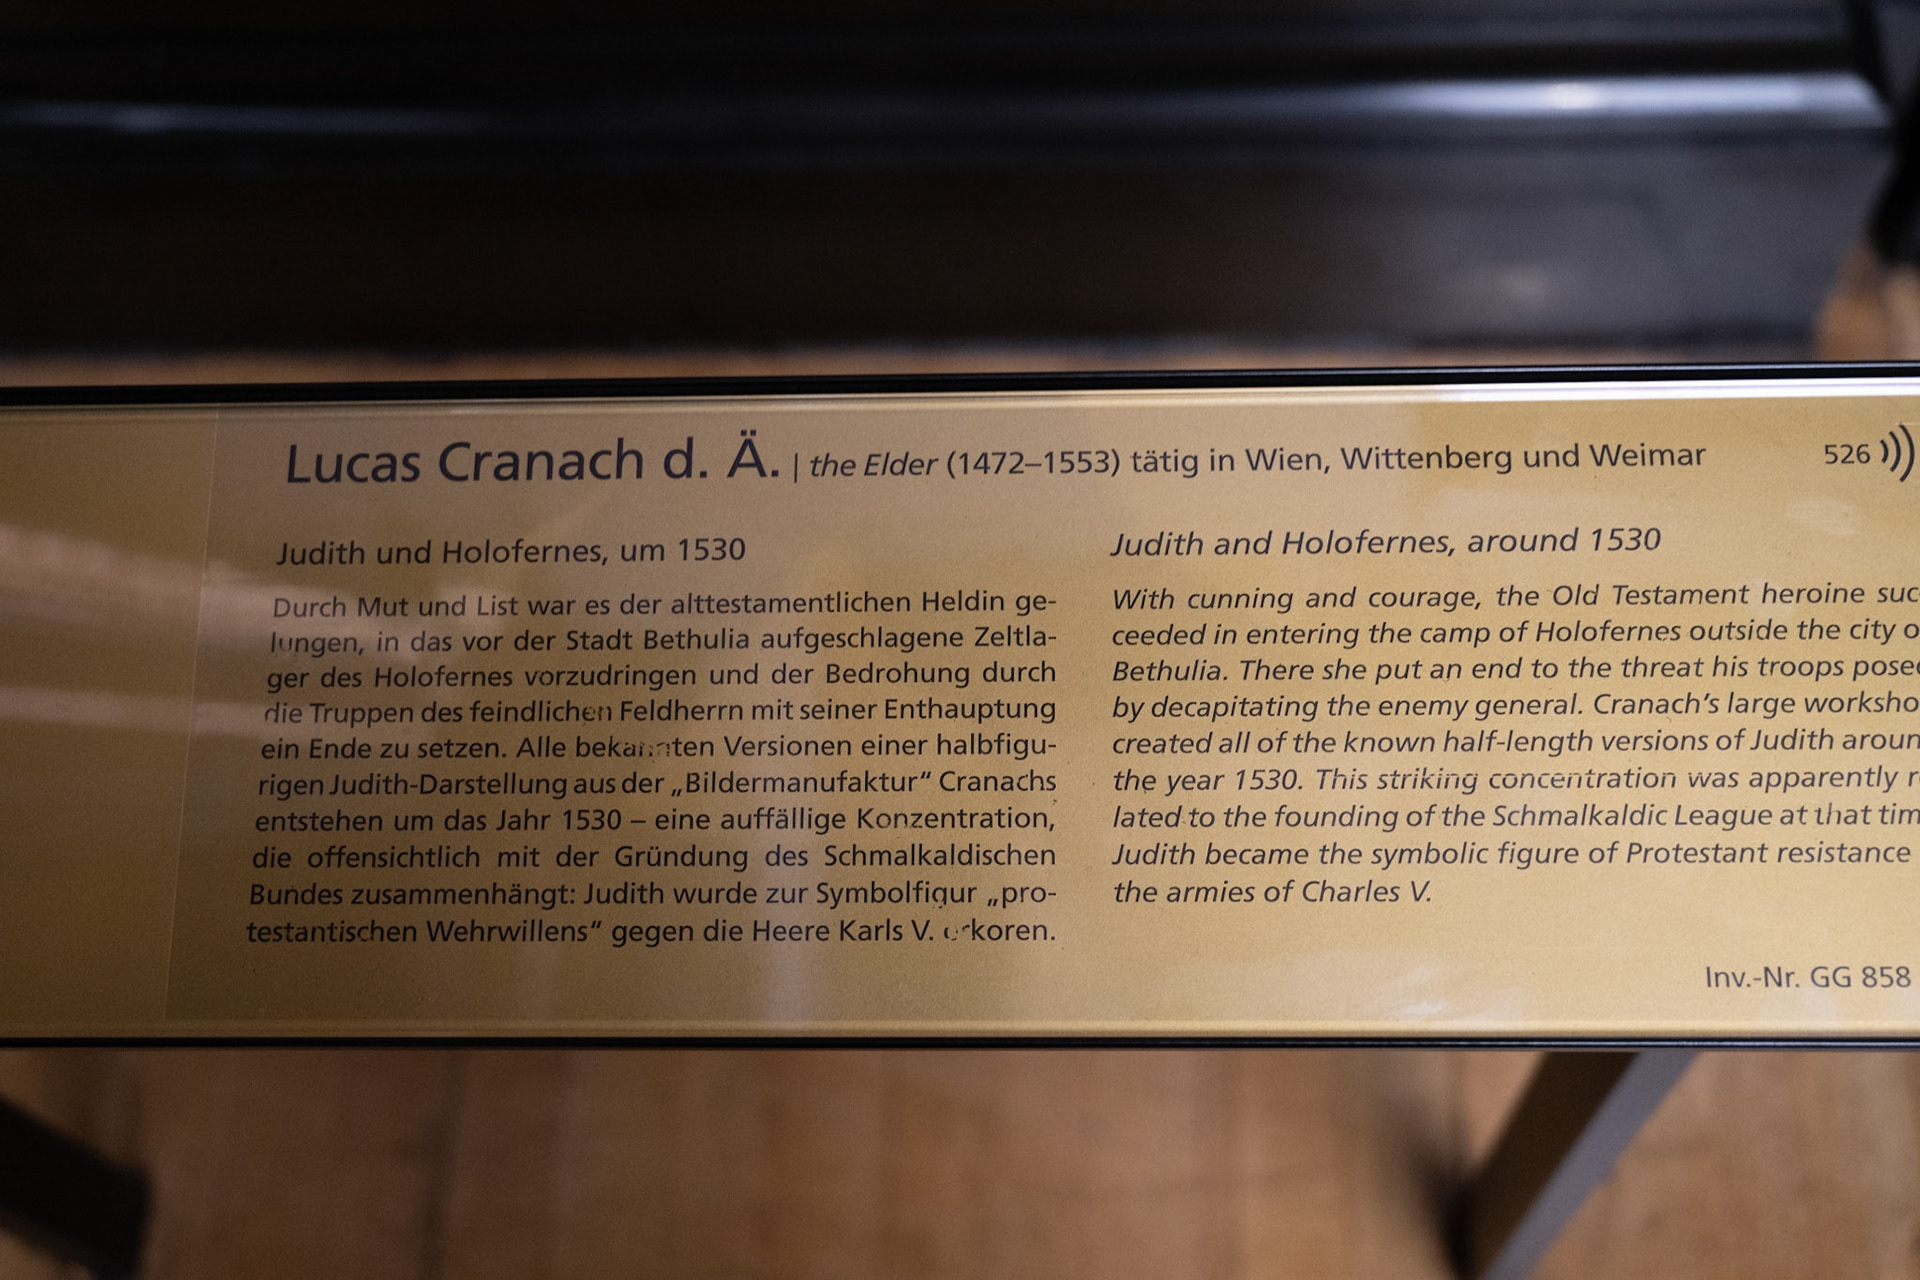 Lucas Cranach d. Ä. | the Elder (1472–1553) tätig in Wien, Wittenberg und Weimar 526
Judith und Holofernes, um 1530
Durch Mut und List war es der alttestamentlichen Heldin ge-
lungen, in das vor der Stadt Bethulia aufgeschlagene Zeltla-
ger des Holofernes vorzudringen und der Bedrohung durch
die Truppen des feindlichen Feldherrn mit seiner Enthauptung
ein Ende zu setzen. Alle bekannten Versionen einer halbfigu-
rigen Judith-Darstellung aus der „Bildermanufaktur“ Cranachs
entstehen um das Jahr 1530 – eine auffällige Konzentration,
die offensichtlich mit der Gründung des Schmalkaldischen
Bundes zusammenhängt: Judith wurde zur Symbolfigur „pro-
testantischen Wehrwillens“ gegen die Heere Karls V. erkoren.
Judith and Holofernes, around 1530
With cunning and courage, the Old Testament heroine suc-
ceeded in entering the camp of Holofernes outside the city
Bethulia. There she put an end to the threat his troops
by decapitating the enemy general. Cranach’s large
created all of the known half-length versions of Judith
the year 1530. This striking concentration was apparently
lated to the founding of the Schmalkaldic League at that
Judith became the symbolic figure of Protestant resistance
the armies of Charles V.
Inv.-Nr. GG 858